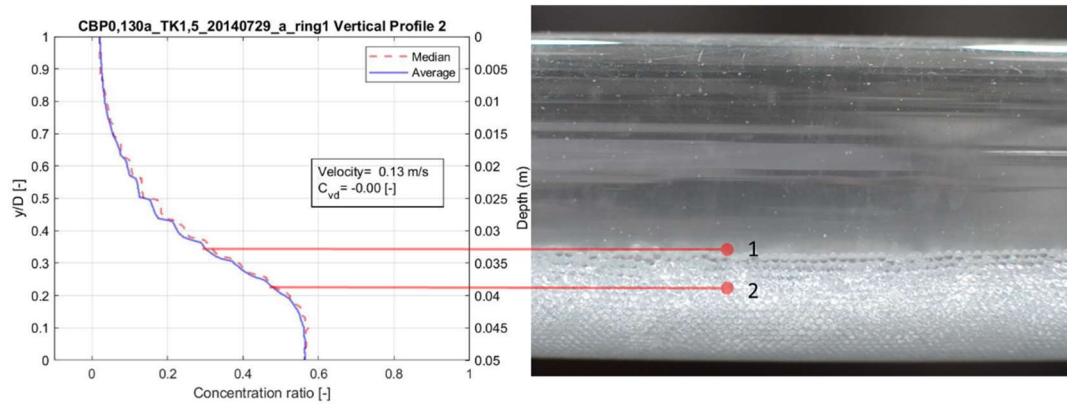 CBP0,130a_TK1,5_20140729_a_ring1 Vertical Profile 2
Median
Average
1
0.9
0.8
0.7
0.6
0.5
0.4
0.3
0.2
0.1
0
y/D [-]
Velocity= 0.13 m/s
C_vd= -0.00 [-]
0
0.005
0.01
0.015
0.02
0.025
0.03
0.035
0.04
0.045
0.05
Depth (m)
0 0.2 0.4 0.6 0.8 1
Concentration ratio [-]
1
2